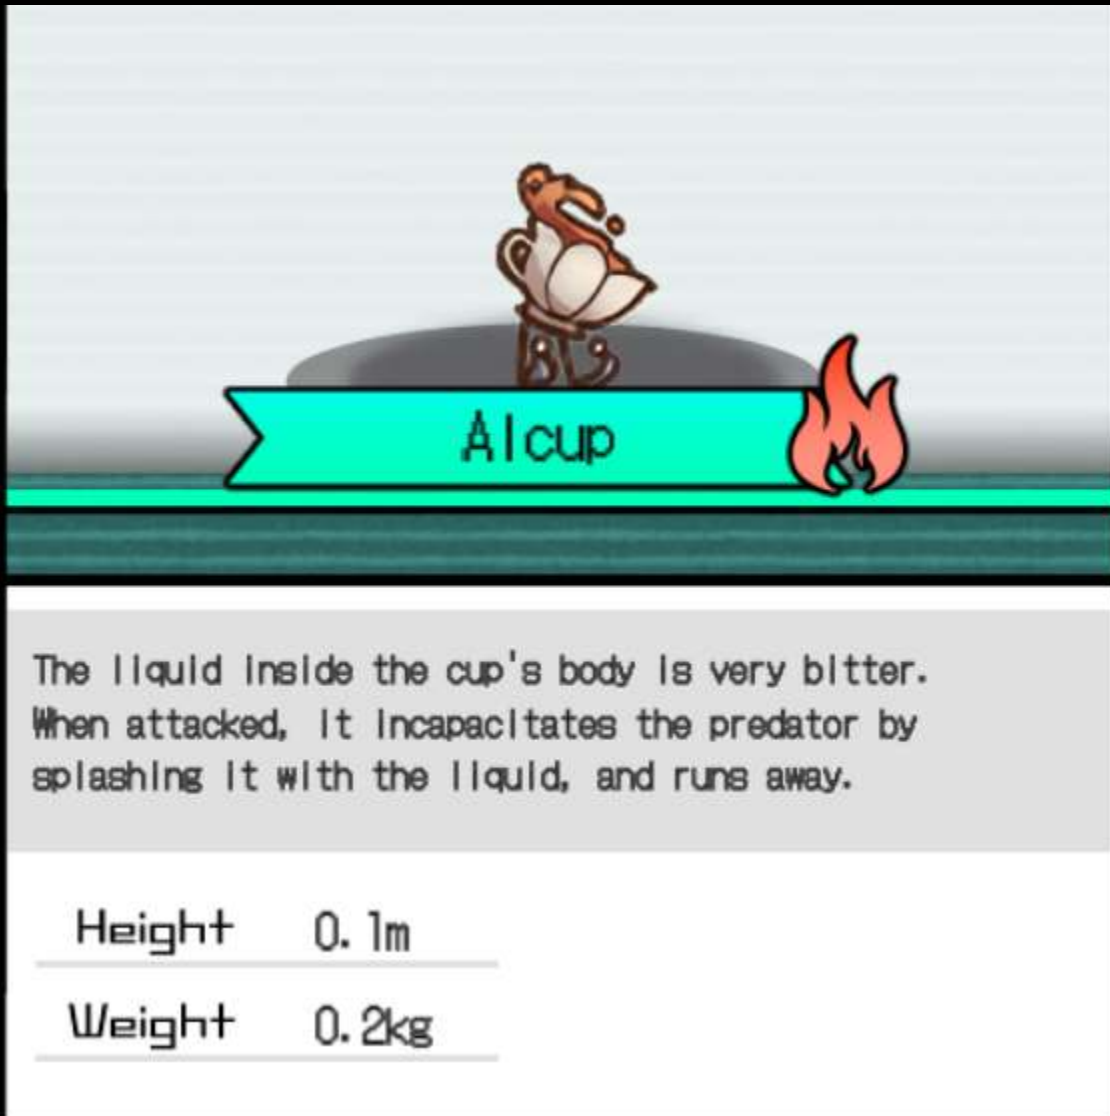 Alcup
The liquid inside the cup's body is very bitter.
When attacked, it incapacitates the predator by
splashing it with the liquid, and runs away.
Height 0.1m
Weight 0.2kg